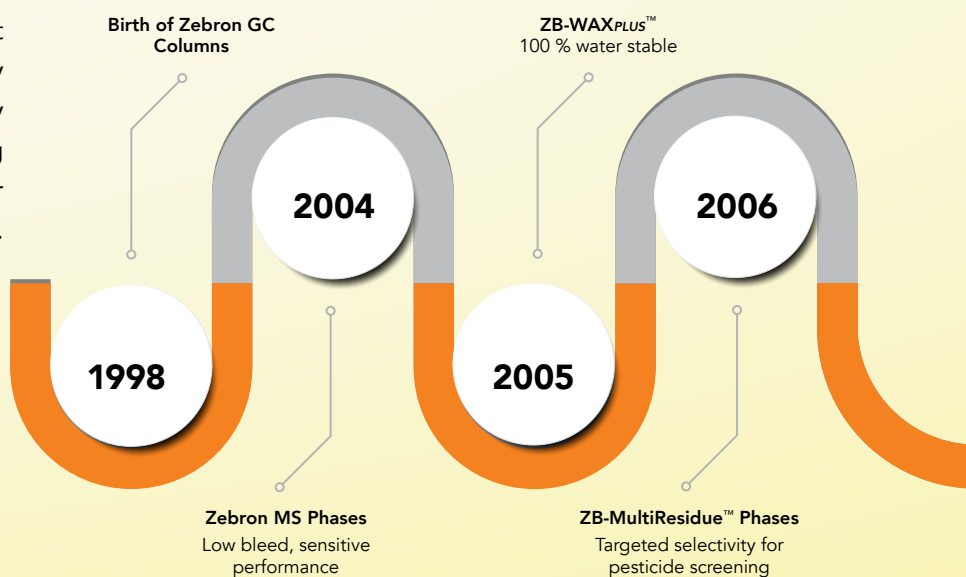 Birth of Zebron GC
Columns
ZB-WAXPLUS™
100 % water stable
2004
2006
1998
2005
Zebron MS Phases
Low bleed, sensitive
performance
ZB-MultiResidue™ Phases
Targeted selectivity for
pesticide screening